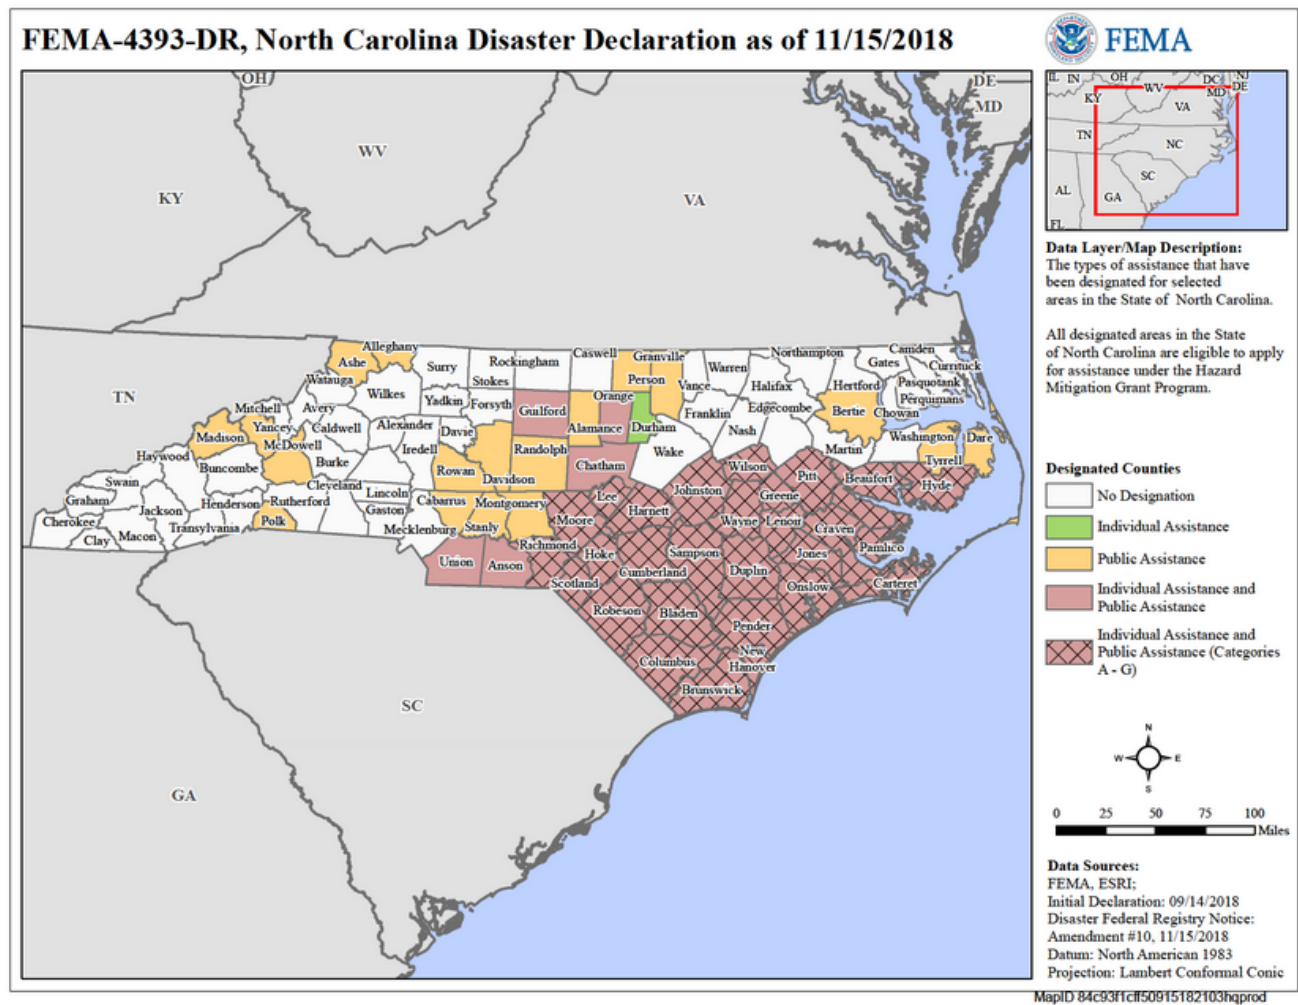 FEMA-4393-DR, North Carolina Disaster Declaration as of 11/15/2018
FEMA
OH
DE
MD
WV
KY
VA
TN
SC
GA
IL IN OH DC NJ
WV MD DE
KY
VA
TN
NC
SC
AL
GA
FL
Data Layer/Map Description:
The types of assistance that have
been designated for selected
areas in the State of North Carolina.
All designated areas in the State
of North Carolina are eligible to apply
for assistance under the Hazard
Mitigation Grant Program.
Alleghany
Ashe
Surry
Rockingham
Stokes
Caswell
Granville
Person
Warren
Northampton
Camden
Gates
Currituck
Watauga
Wilkes
Yadkin
Forsyth
Guilford
Orange
Alamance
Durham
Vance
Halifax
Hertford
Pasquotank
Perquimans
Mitchell
Avery
Yancey
Caldwell
Alexander
Davie
Iredell
Franklin
Edgecombe
Nash
Bertie
Chowan
Madison
McDowell
Haywood
Buncombe
Burke
Rowan
Davidson
Randolph
Chatham
Wake
Martin
Washington
Dare
Tyrrell
Swain
Graham
Jackson
Henderson
Rutherford
Cleveland
Lincoln
Gaston
Cabarrus
Montgomery
Lee
Johnston
Wilson
Pitt
Beaufort
Hyde
Greene
Cherokee
Clay
Macon
Transylvania
Polk
Mecklenburg
Stanly
Moore
Harnett
Wayne
Lenoir
Craven
Pamlico
Richmond
Hoke
Sampson
Jones
Union
Anson
Scotland
Cumberland
Duplin
Onslow
Carteret
Robeson
Bladen
Pender
New
Hanover
Columbus
Brunswick
Designated Counties
No Designation
Individual Assistance
Public Assistance
Individual Assistance and
Public Assistance
Individual Assistance and
Public Assistance (Categories
A - G)
N
W E
S
0 25 50 75 100
Miles
Data Sources:
FEMA, ESRI;
Initial Declaration: 09/14/2018
Disaster Federal Registry Notice:
Amendment #10, 11/15/2018
Datum: North American 1983
Projection: Lambert Conformal Conic
MapID 84c93f1cff50915182103hqprod